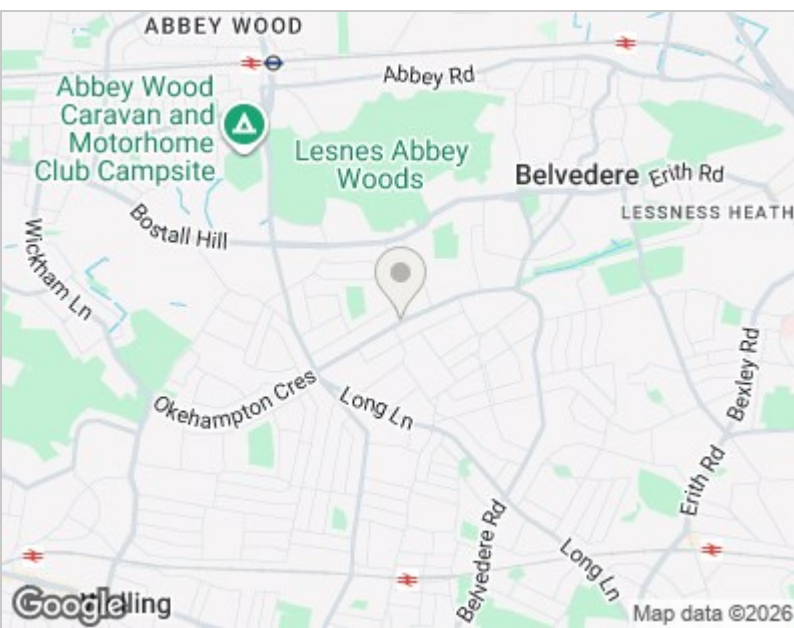 ABBEY WOOD
Abbey Rd
Abbey Wood
Caravan and
Motorhome
Club Campsite
Lesnes Abbey
Woods
Belvedere
Erith Rd
LESSNESS HEATH
Bostall Hill
Wickham Ln
Okehampton Cres
Long Ln
Bexley Rd
Erith Rd
Belvedere Rd
Long Ln
Google
Map data ©2026